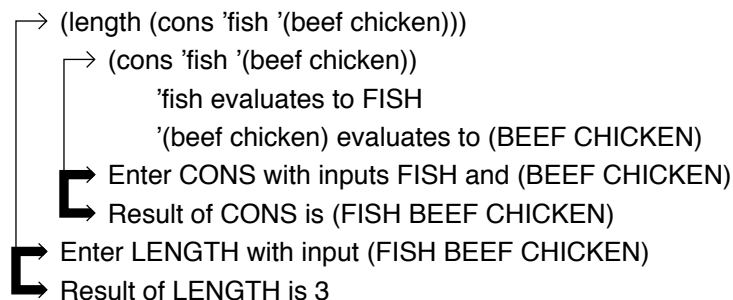 (length (cons ’fish ’(beef chicken)))
(cons ’fish ’(beef chicken))
’fish evaluates to FISH
’(beef chicken) evaluates to (BEEF CHICKEN)
Enter CONS with inputs FISH and (BEEF CHICKEN)
Result of CONS is (FISH BEEF CHICKEN)
Enter LENGTH with input (FISH BEEF CHICKEN)
Result of LENGTH is 3